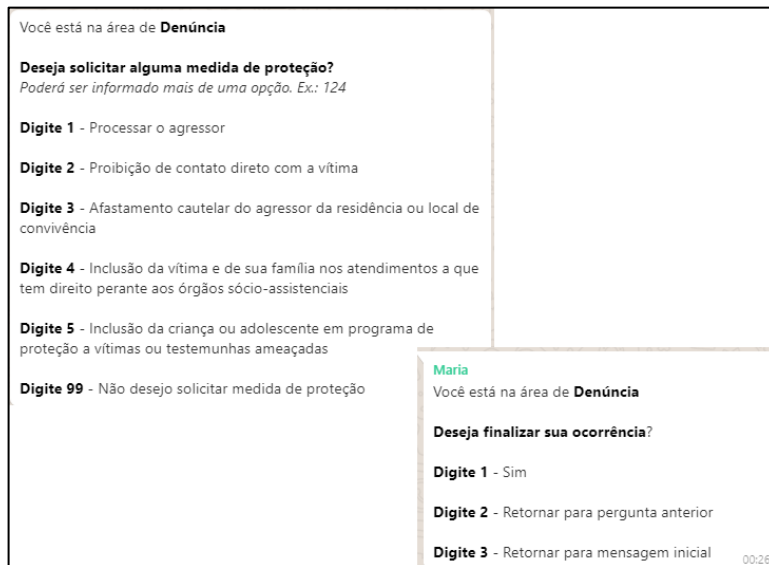 Você está na área de Denúncia
Deseja solicitar alguma medida de proteção?
Poderá ser informado mais de uma opção. Ex.: 124
Digite 1 - Processar o agressor
Digite 2 - Proibição de contato direto com a vítima
Digite 3 - Afastamento cautelar do agressor da residência ou local de
convivência
Digite 4 - Inclusão da vítima e de sua família nos atendimentos a que
tem direito perante aos órgãos sócio-assistenciais
Digite 5 - Inclusão da criança ou adolescente em programa de
proteção a vítimas ou testemunhas ameaçadas
Digite 99 - Não desejo solicitar medida de proteção
Maria
Você está na área de Denúncia
Deseja finalizar sua ocorrência?
Digite 1 - Sim
Digite 2 - Retornar para pergunta anterior
Digite 3 - Retornar para mensagem inicial
00:26